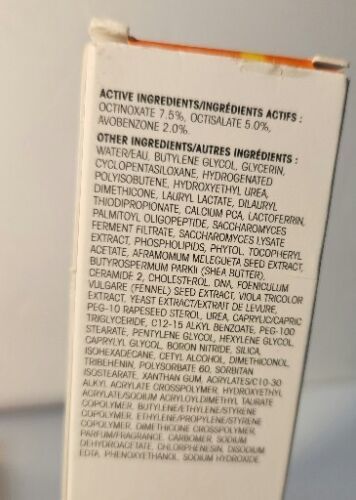 ACTIVE INGREDIENTS/INGRÉDIENTS ACTIFS :
OCTINOXATE 7.5%, OCTISALATE 5.0%,
AVOBENZONE 2.0%.
OTHER INGREDIENTS/AUTRES INGRÉDIENTS :
WATER/EAU, BUTYLENE GLYCOL, GLYCERIN,
CYCLOPENTASILOXANE, HYDROGENATED
POLYISOBUTENE, HYDROXYETHYL UREA,
DIMETHICONE, LAURYL LACTATE, DILAURYL
THIODIPROPIONATE, CALCIUM PCA, LACTOFERRIN,
PALMITOYL OLIGOPEPTIDE, SACCHAROMYCES
FERMENT FILTRATE, SACCHAROMYCES LYSATE
EXTRACT, PHOSPHOLIPIDS, PHYTOL, TOCOPHERYL
ACETATE, AFRAMOMUM MELEGUETA SEED EXTRACT,
BUTYROSPERMUM PARKII (SHEA BUTTER),
CERAMIDE 2, CHOLESTEROL, DNA, FOENICULUM
VULGARE (FENNEL) SEED EXTRACT, VIOLA TRICOLOR
EXTRACT, YEAST EXTRACT/EXTRAIT DE LEVURE,
PEG-10 RAPESEED STEROL, UREA, CAPRYLIC/CAPRIC
TRIGLYCERIDE, C12-15 ALKYL BENZOATE, PEG-100
STEARATE, PENTYLENE GLYCOL, HEXYLENE GLYCOL,
CAPRYLYL GLYCOL, BORON NITRIDE, SILICA,
ISOHEXADECANE, CETYL ALCOHOL, DIMETHICONOL,
TRIBEHENIN, POLYSORBATE 60, SORBITAN
ISOSTEARATE, XANTHAN GUM, ACRYLATES/C10-30
ALKYL ACRYLATE CROSSPOLYMER, HYDROXYETHYL
ACRYLATE/SODIUM ACRYLOYLDIMETHYL TAURATE
COPOLYMER, BUTYLENE/ETHYLENE/STYRENE
COPOLYMER, ETHYLENE/PROPYLENE/STYRENE
COPOLYMER, DIMETHICONE CROSSPOLYMER,
PARFUM/FRAGRANCE, CARBOMER, SODIUM
DEHYDROACETATE, CHLORPHENESIN, DISODIUM
EDTA, PHENOXYETHANOL, SODIUM HYDROXIDE.